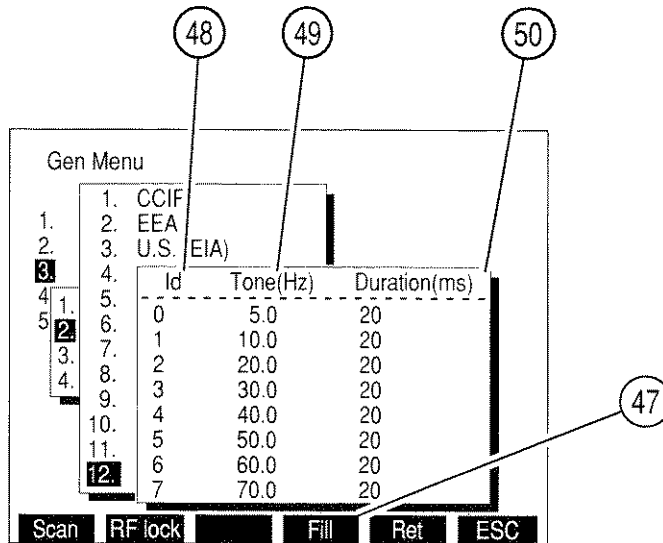 48 49 50
Gen Menu
1.
2.
3.
4
5
1.
2.
3.
4.
1. CCIF
2. EEA
3. U.S. EIA)
4.
5.
6.
7.
8.
9.
10.
11.
12.
Id Tone(Hz) Duration(ms)
0 5.0 20
1 10.0 20
2 20.0 20
3 30.0 20
4 40.0 20
5 50.0 20
6 60.0 20
7 70.0 20
47
Scan RF lock Fill Ret ESC